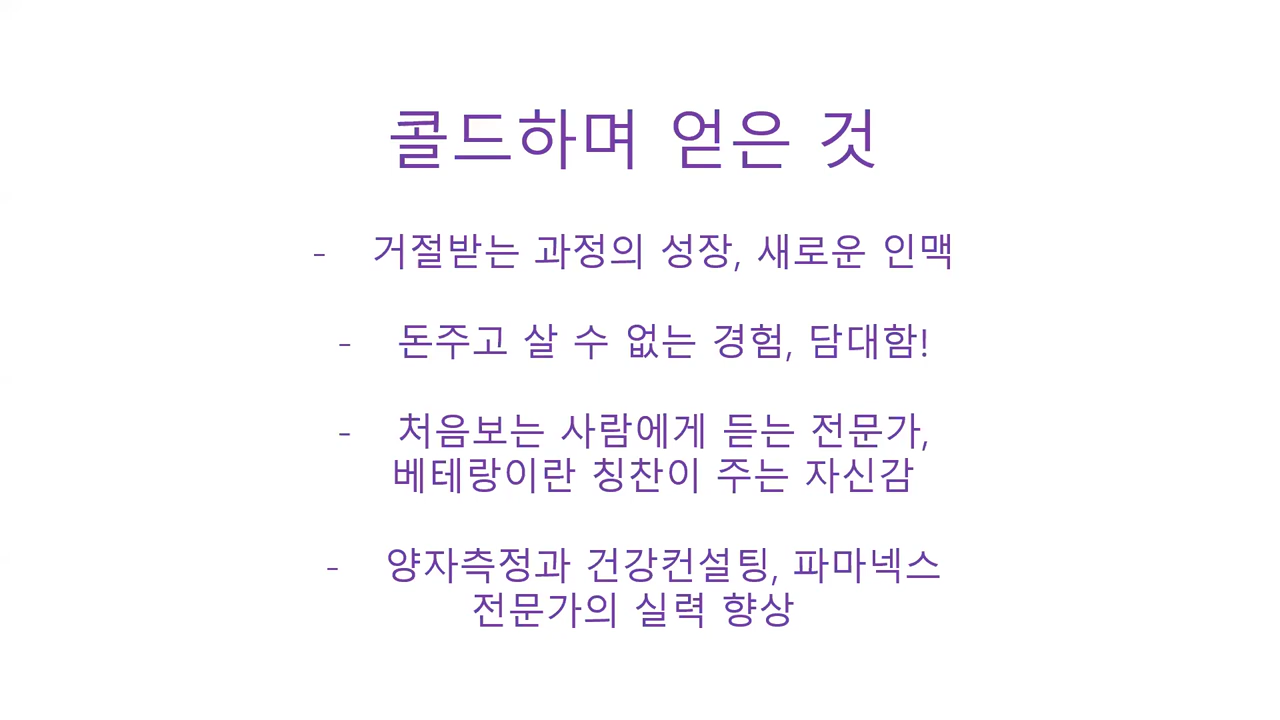 콜드하며 얻은 것
- 거절받는 과정의 성장, 새로운 인맥
- 돈주고 살 수 없는 경험, 담대함!
- 처음보는 사람에게 듣는 전문가,
베테랑이란 칭찬이 주는 자신감
- 양자측정과 건강컨설팅, 파마넥스
전문가의 실력 향상